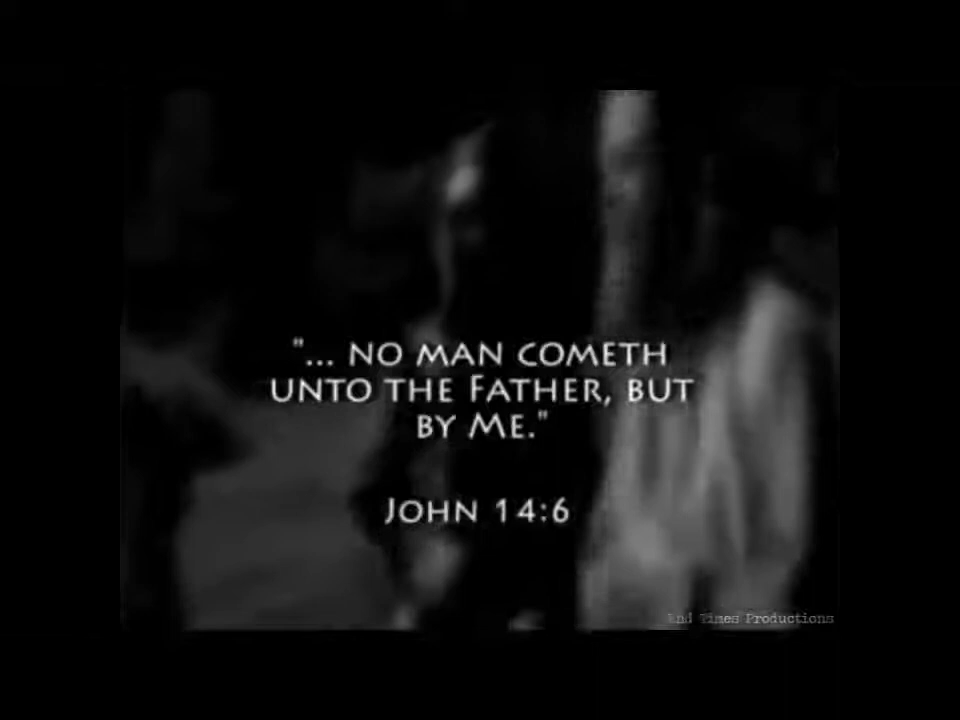 "... NO MAN COMETH
UNTO THE FATHER, BUT
BY ME."
JOHN 14:6
End Times Productions